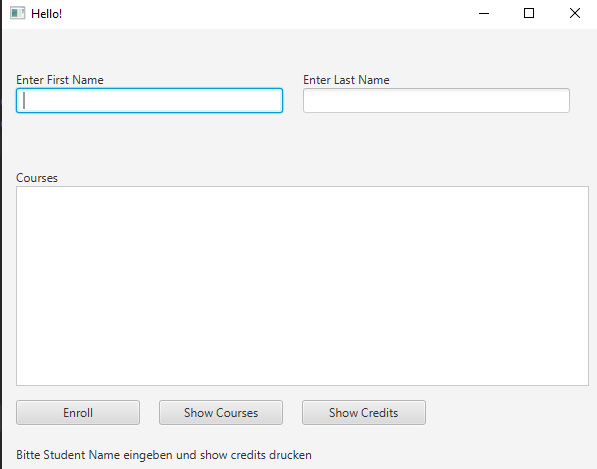 Hello!
Enter First Name Enter Last Name
Courses
Enroll Show Courses Show Credits
Bitte Student Name eingeben und show credits drucken